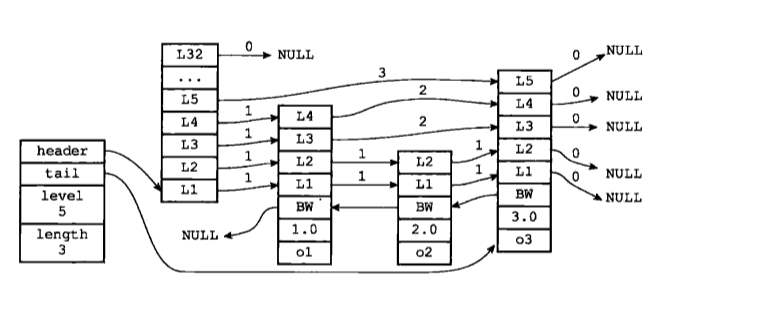 header
tail
level
5
length
3
L32
...
L5
L4
L3
L2
L1
0
NULL
3
1
1
1
1
L4
L3
L2
L1
BW
1.0
o1
NULL
2
2
1
1
L2
L1
BW
2.0
o2
1
1
L5
L4
L3
L2
L1
BW
3.0
o3
0
NULL
0
NULL
0
NULL
0
NULL
0
NULL